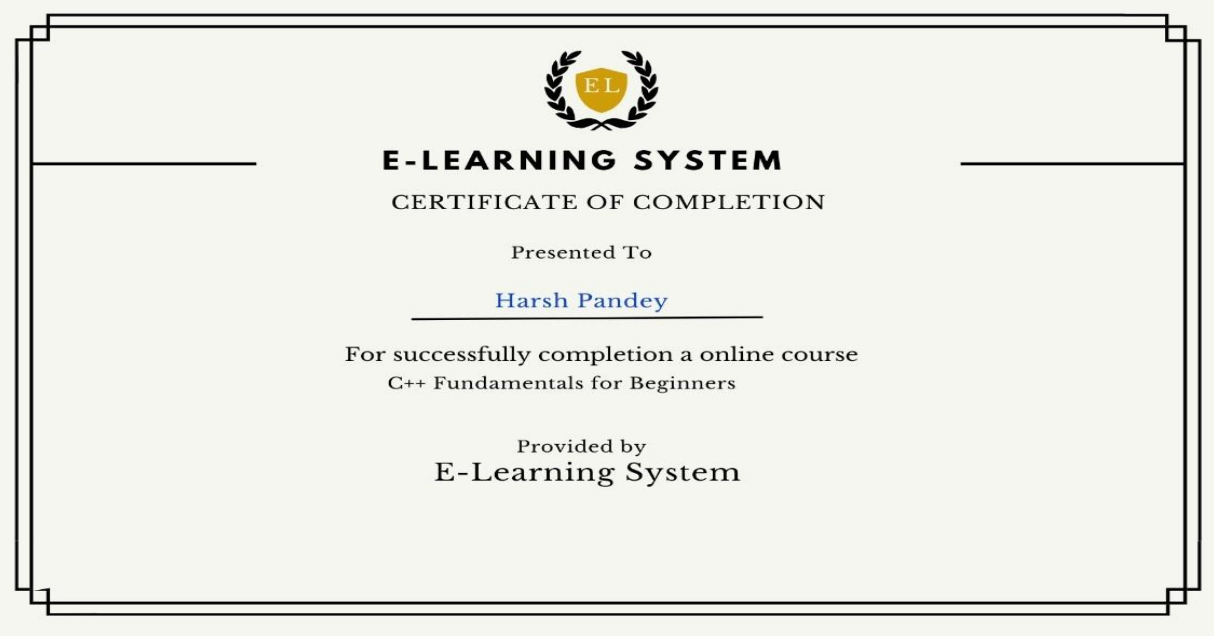 EL
E-LEARNING SYSTEM
CERTIFICATE OF COMPLETION
Presented To
Harsh Pandey
For successfully completion a online course
C++ Fundamentals for Beginners
Provided by
E-Learning System